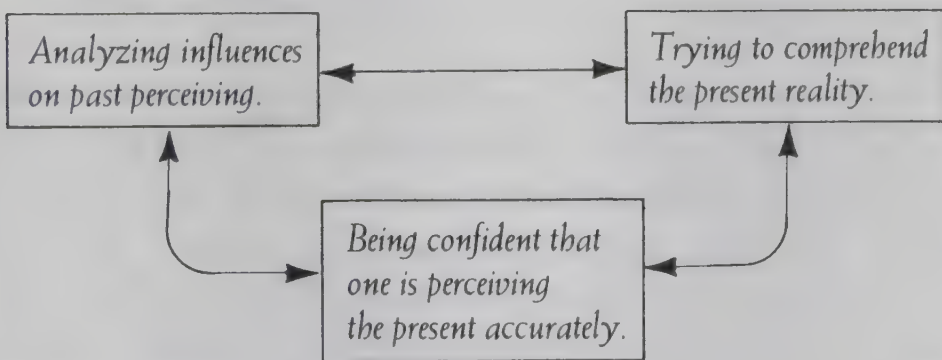 Analyzing influences
on past perceiving.
Trying to comprehend
the present reality.
Being confident that
one is perceiving
the present accurately.